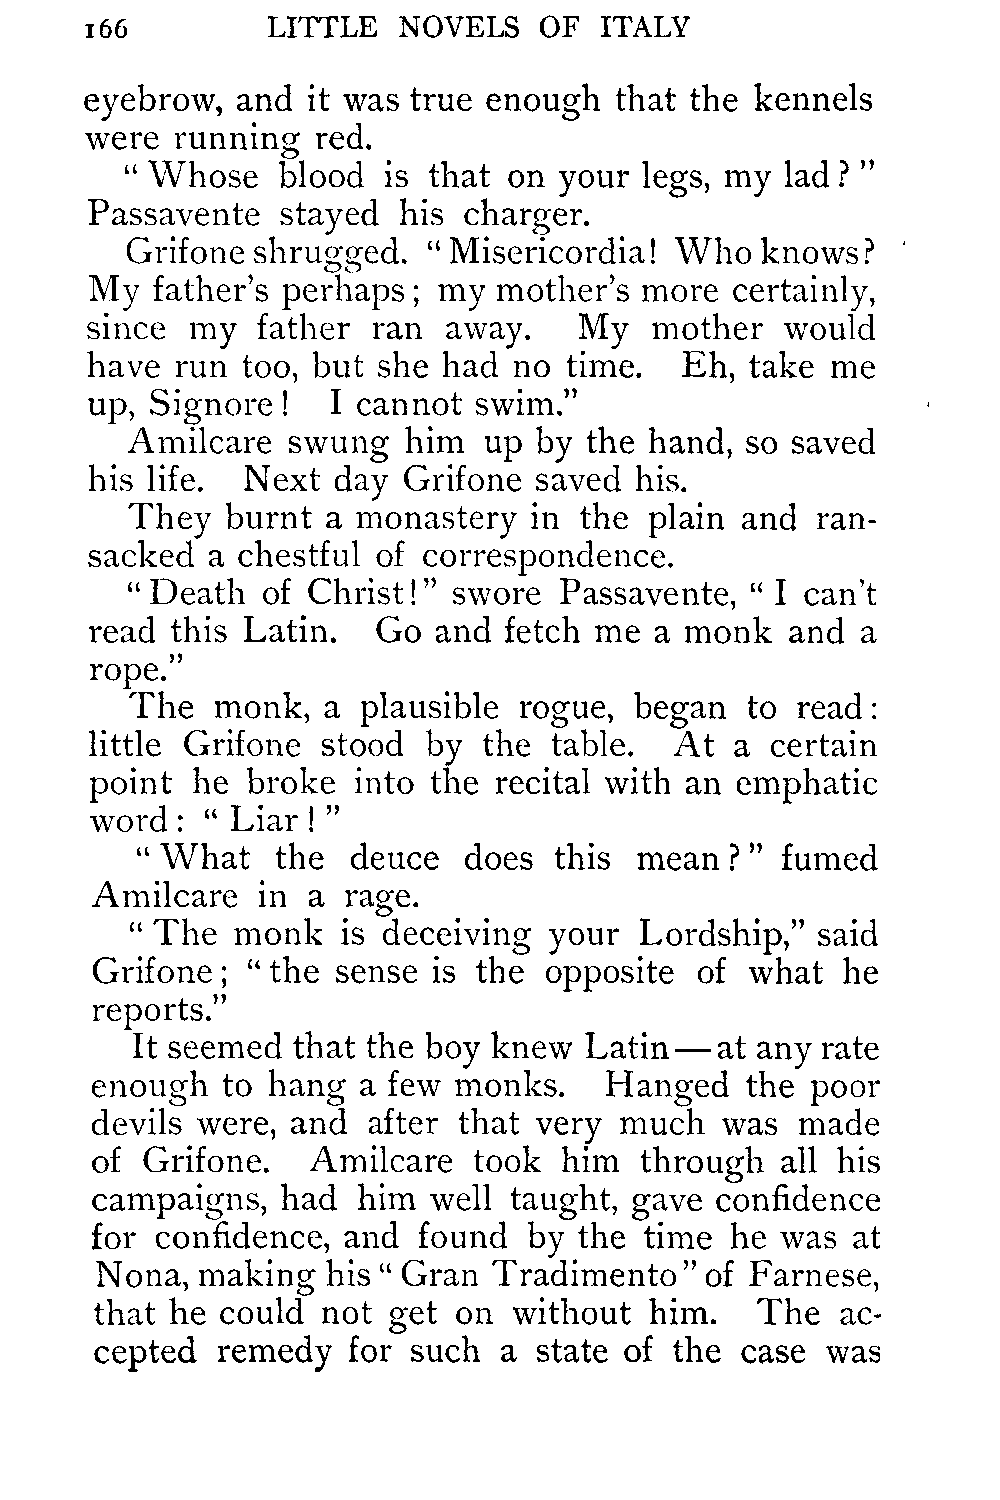 166 LITTLE NOVELS OF ITALY
eyebrow, and it was true enough that the kennels
were running red.
“ Whose blood is that on your legs, my lad ? ”
Passavente stayed his charger.
Grifone shrugged. “ Misericordia! Who knows?
My father’s perhaps ; my mother’s more certainly,
since my father ran away. My mother would
have run too, but she had no time. Eh, take me
up, Signore ! I cannot swim.”
Amilcare swung him up by the hand, so saved
his life. Next day Grifone saved his.
They burnt a monastery in the plain and ran-
sacked a chestful of correspondence.
“ Death of Christ! ” swore Passavente, “ I can’t
read this Latin. Go and fetch me a monk and a
rope.”
The monk, a plausible rogue, began to read :
little Grifone stood by the table. At a certain
point he broke into the recital with an emphatic
word : “ Liar ! ”
“ What the deuce does this mean ? ” fumed
Amilcare in a rage.
“ The monk is deceiving your Lordship,” said
Grifone ; “ the sense is the opposite of what he
reports.”
It seemed that the boy knew Latin — at any rate
enough to hang a few monks. Hanged the poor
devils were, and after that very much was made
of Grifone. Amilcare took him through all his
campaigns, had him well taught, gave confidence
for confidence, and found by the time he was at
Nona, making his “ Gran Tradimento ” of Farnese,
that he could not get on without him. The ac-
cepted remedy for such a state of the case was